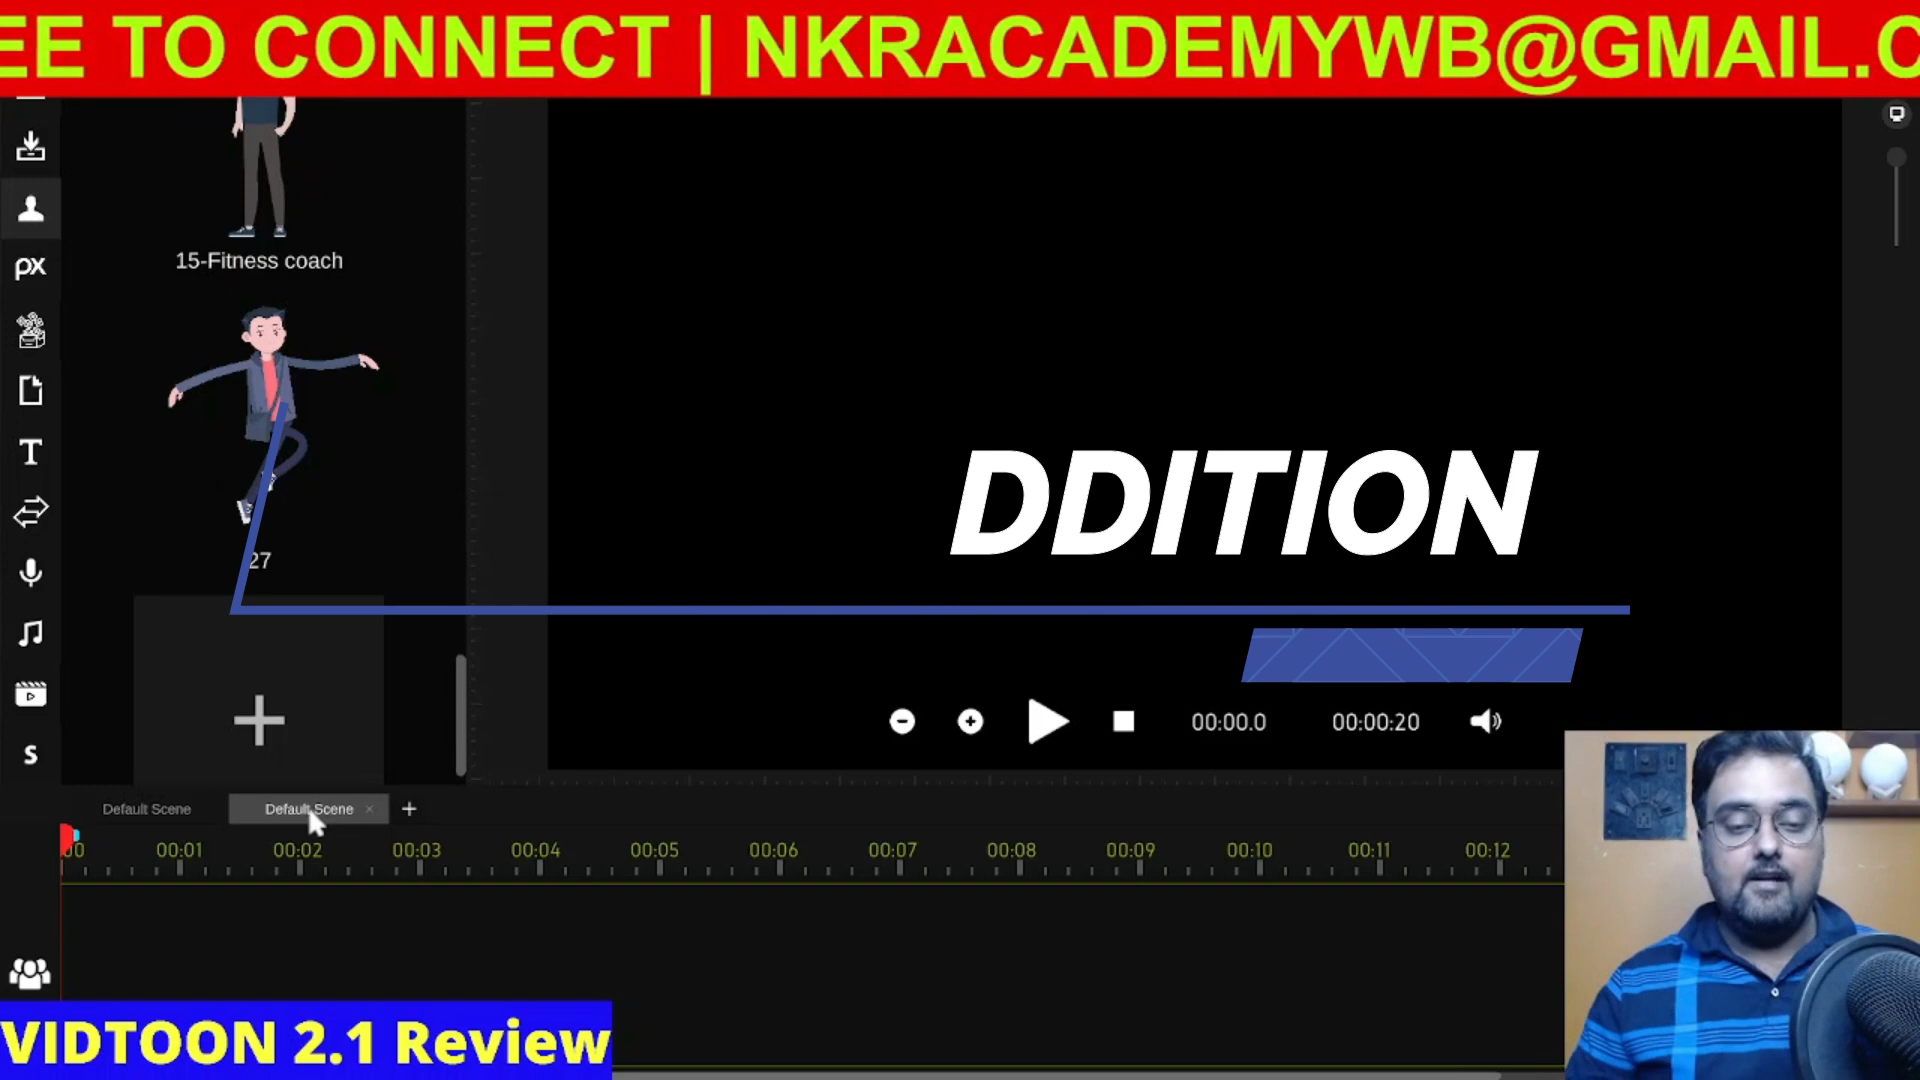 EE TO CONNECT | NKRACADEMYWB@GMAIL.C
px
15-Fitness coach
27
T
DDITION
S
00:00.0 00:00:20
Default Scene Default Scene × +
00 00:01 00:02 00:03 00:04 00:05 00:06 00:07 00:08 00:09 00:10 00:11 00:12
VIDTOON 2.1 Review